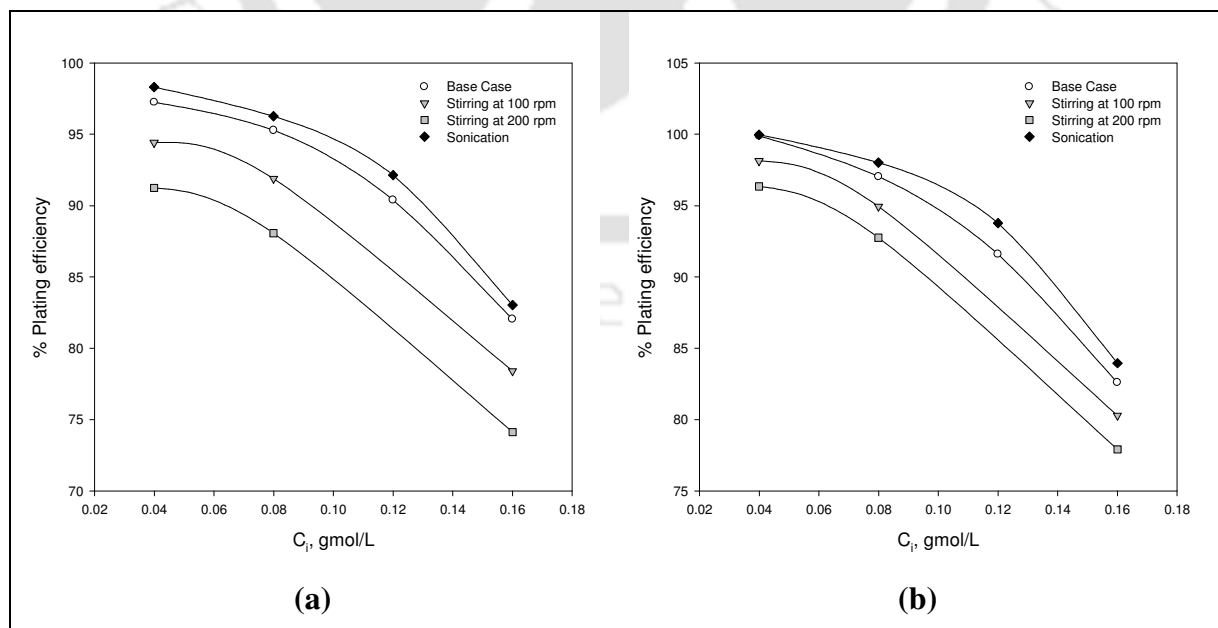 100
95
90
85
80
75
70
0.02 0.04 0.06 0.08 0.10 0.12 0.14 0.16 0.18
% Plating efficiency
C_i, gmol/L
Base Case
Stirring at 100 rpm
Stirring at 200 rpm
Sonication
(a)
105
100
95
90
85
80
75
0.02 0.04 0.06 0.08 0.10 0.12 0.14 0.16 0.18
% Plating efficiency
C_i, gmol/L
Base Case
Stirring at 100 rpm
Stirring at 200 rpm
Sonication
(b)